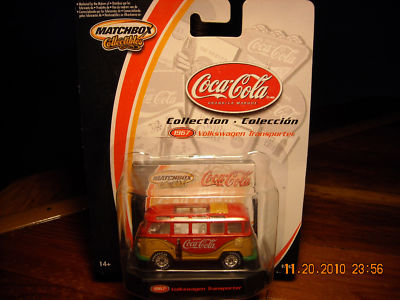 MATCHBOX
Collectibles
Coca-Cola
Collection · Colección
1967 Volkswagen Transporter
MATCHBOX
Coca-Cola
Coca-Cola
14+
1967 Volkswagen Transporter
11.20.2010 23:56